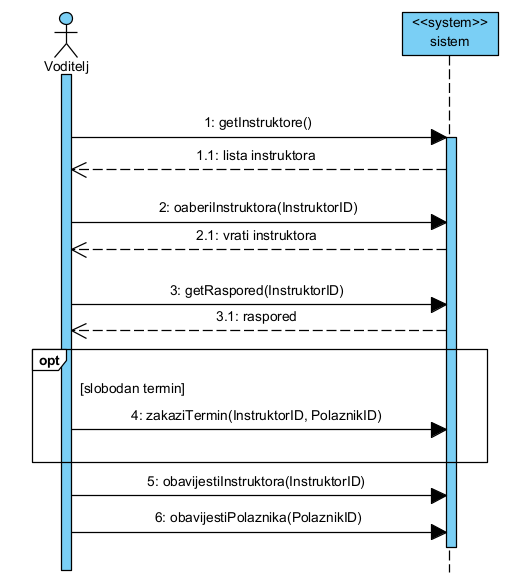 <<system>>
sistem
Voditelj
1: getInstruktore()
1.1: lista instruktora
2: oaberiInstruktora(InstruktorID)
2.1: vrati instruktora
3: getRaspored(InstruktorID)
3.1: raspored
opt
[slobodan termin]
4: zakaziTermin(InstruktorID, PolaznikID)
5: obavijestiInstruktora(InstruktorID)
6: obavijestiPolaznika(PolaznikID)